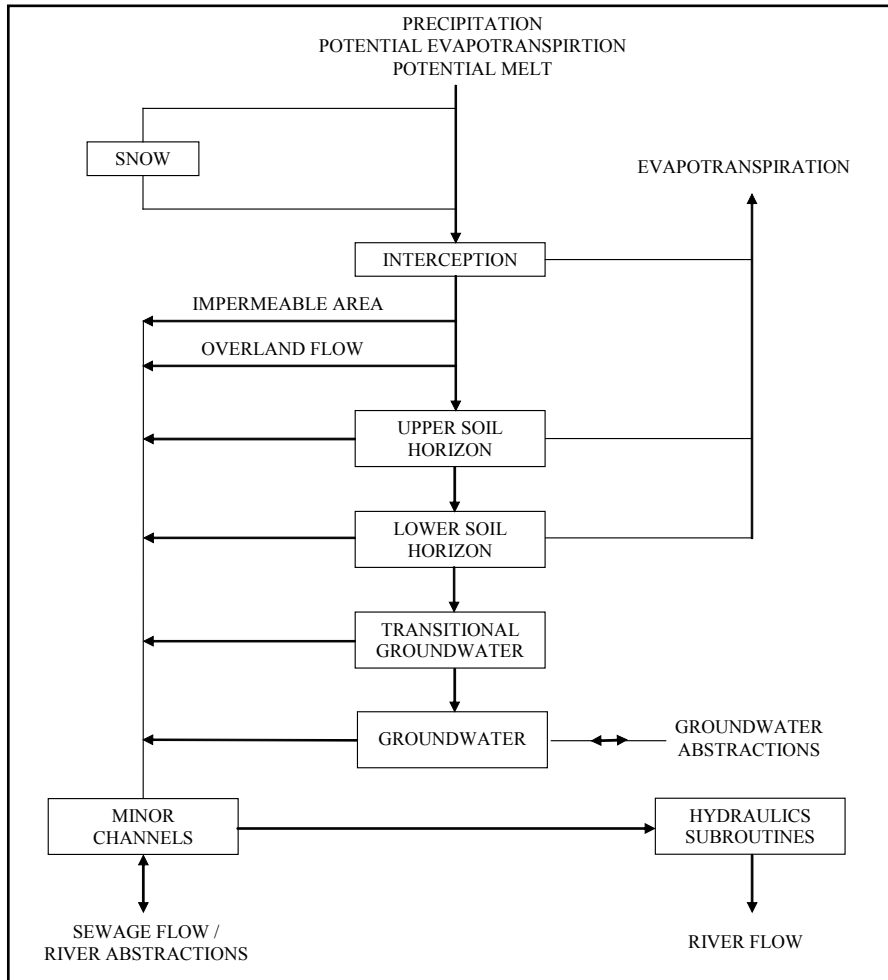 PRECIPITATION
POTENTIAL EVAPOTRANSPIRTION
POTENTIAL MELT
SNOW
EVAPOTRANSPIRATION
INTERCEPTION
IMPERMEABLE AREA
OVERLAND FLOW
UPPER SOIL
HORIZON
LOWER SOIL
HORIZON
TRANSITIONAL
GROUNDWATER
GROUNDWATER
GROUNDWATER
ABSTRACTIONS
MINOR
CHANNELS
HYDRAULICS
SUBROUTINES
SEWAGE FLOW /
RIVER ABSTRACTIONS
RIVER FLOW